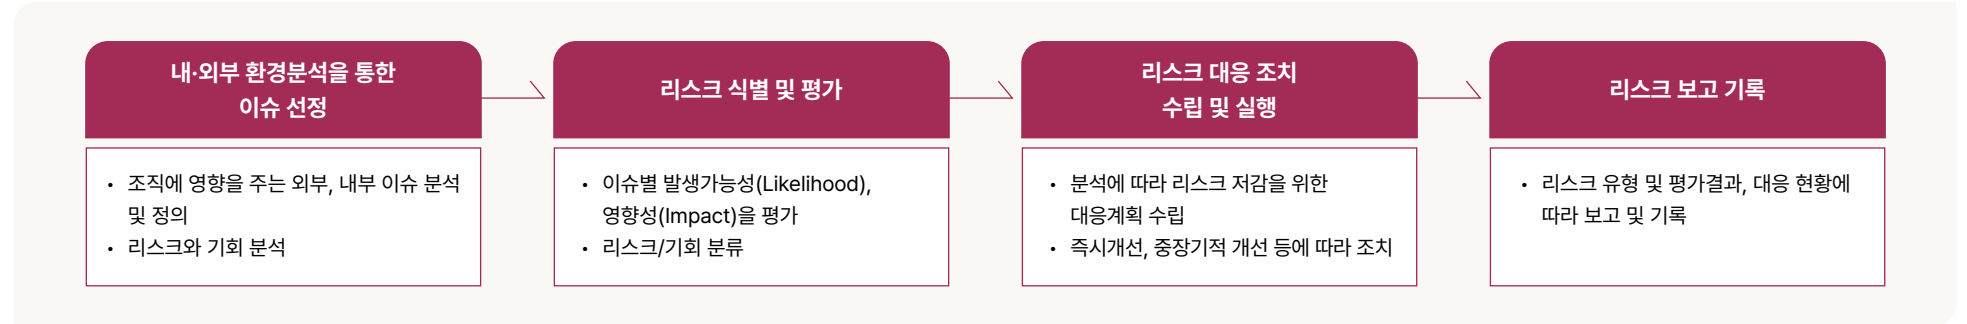 내·외부 환경분석을 통한
이슈 선정
• 조직에 영향을 주는 외부, 내부 이슈 분석
및 정의
• 리스크와 기회 분석
리스크 식별 및 평가
• 이슈별 발생가능성(Likelihood),
영향성(Impact)을 평가
• 리스크/기회 분류
리스크 대응 조치
수립 및 실행
• 분석에 따라 리스크 저감을 위한
대응계획 수립
• 즉시개선, 중장기적 개선 등에 따라 조치
리스크 보고 기록
• 리스크 유형 및 평가결과, 대응 현황에
따라 보고 및 기록